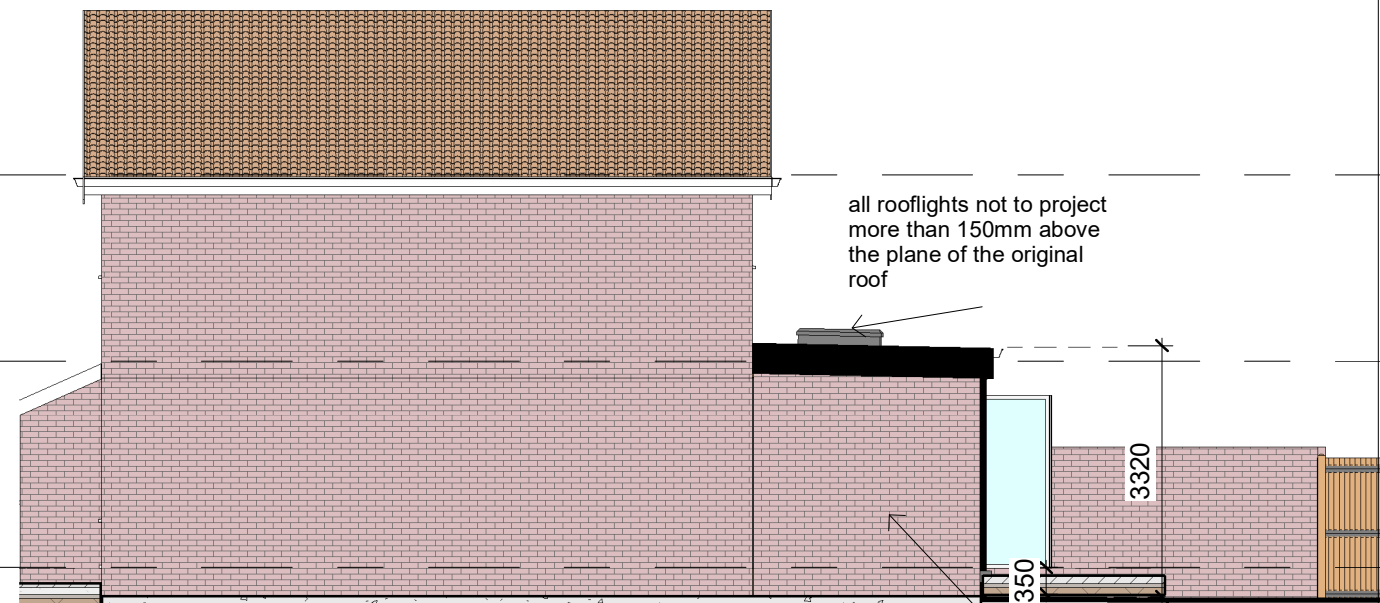 all rooflights not to project
more than 150mm above
the plane of the original
roof
3320
350